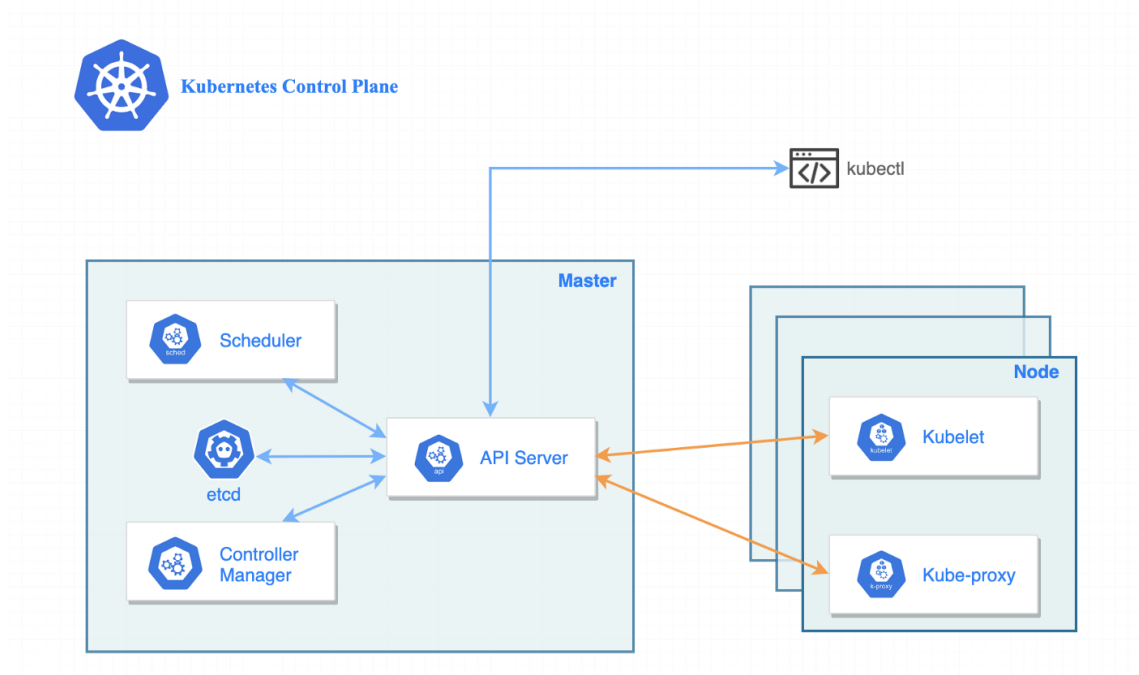 Kubernetes Control Plane
kubectl
Master
Scheduler
sched
etcd
Controller
Manager
API Server
api
Node
Kubelet
kubelet
Kube-proxy
k-proxy